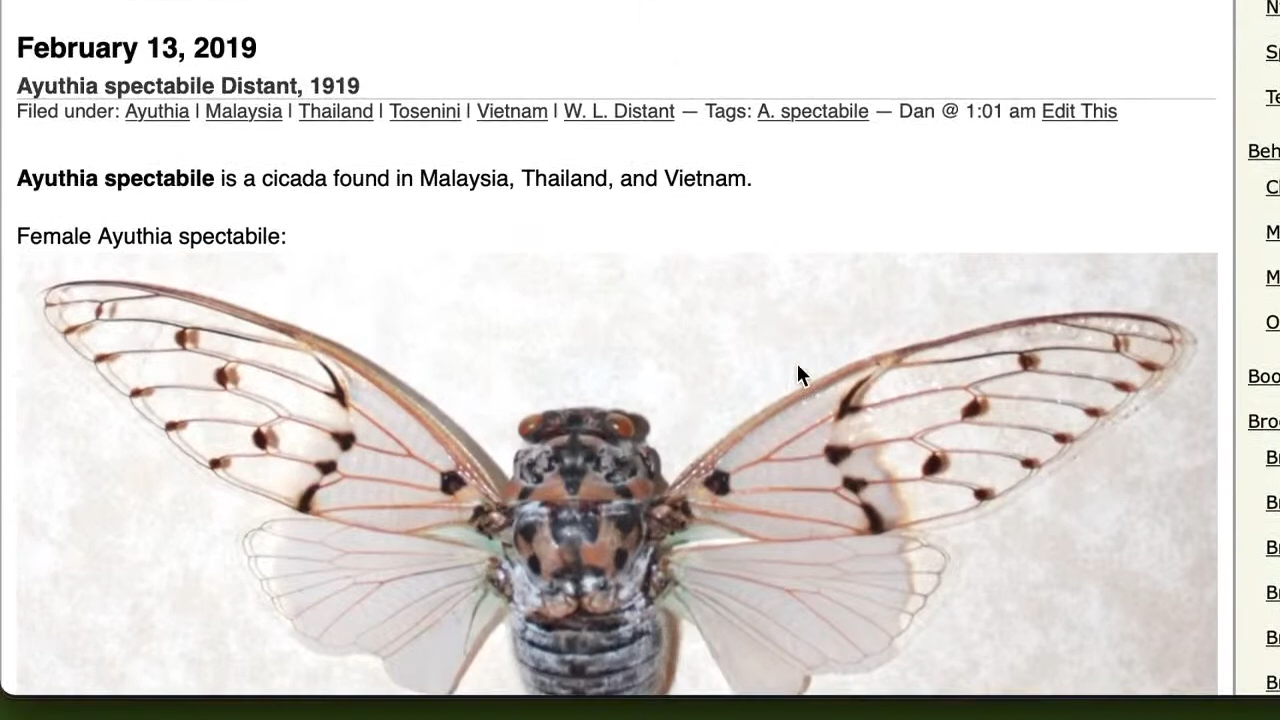 February 13, 2019
Ayuthia spectabile Distant, 1919
Filed under: Ayuthia | Malaysia | Thailand | Tosenini | Vietnam | W. L. Distant — Tags: A. spectabile — Dan @ 1:01 am Edit This
Ayuthia spectabile is a cicada found in Malaysia, Thailand, and Vietnam.
Female Ayuthia spectabile: